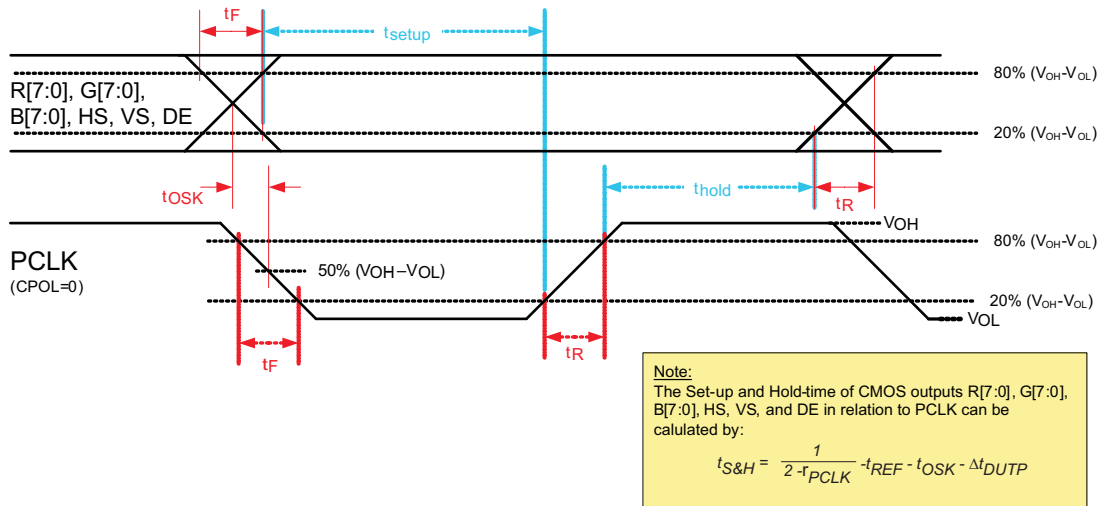 tF
tsetup
80% (VOH-VOL)
R[7:0], G[7:0],
B[7:0], HS, VS, DE
20% (VOH-VOL)
tOSK
thold
tR
VOH
80% (VOH-VOL)
PCLK
(CPOL=0)
50% (VOH–VOL)
20% (VOH-VOL)
VOL
tF
tR
Note:
The Set-up and Hold-time of CMOS outputs R[7:0], G[7:0],
B[7:0], HS, VS, and DE in relation to PCLK can be
calulated by:
tS&H = 1 / 2 -rPCLK -tREF - tOSK - ΔtDUTP